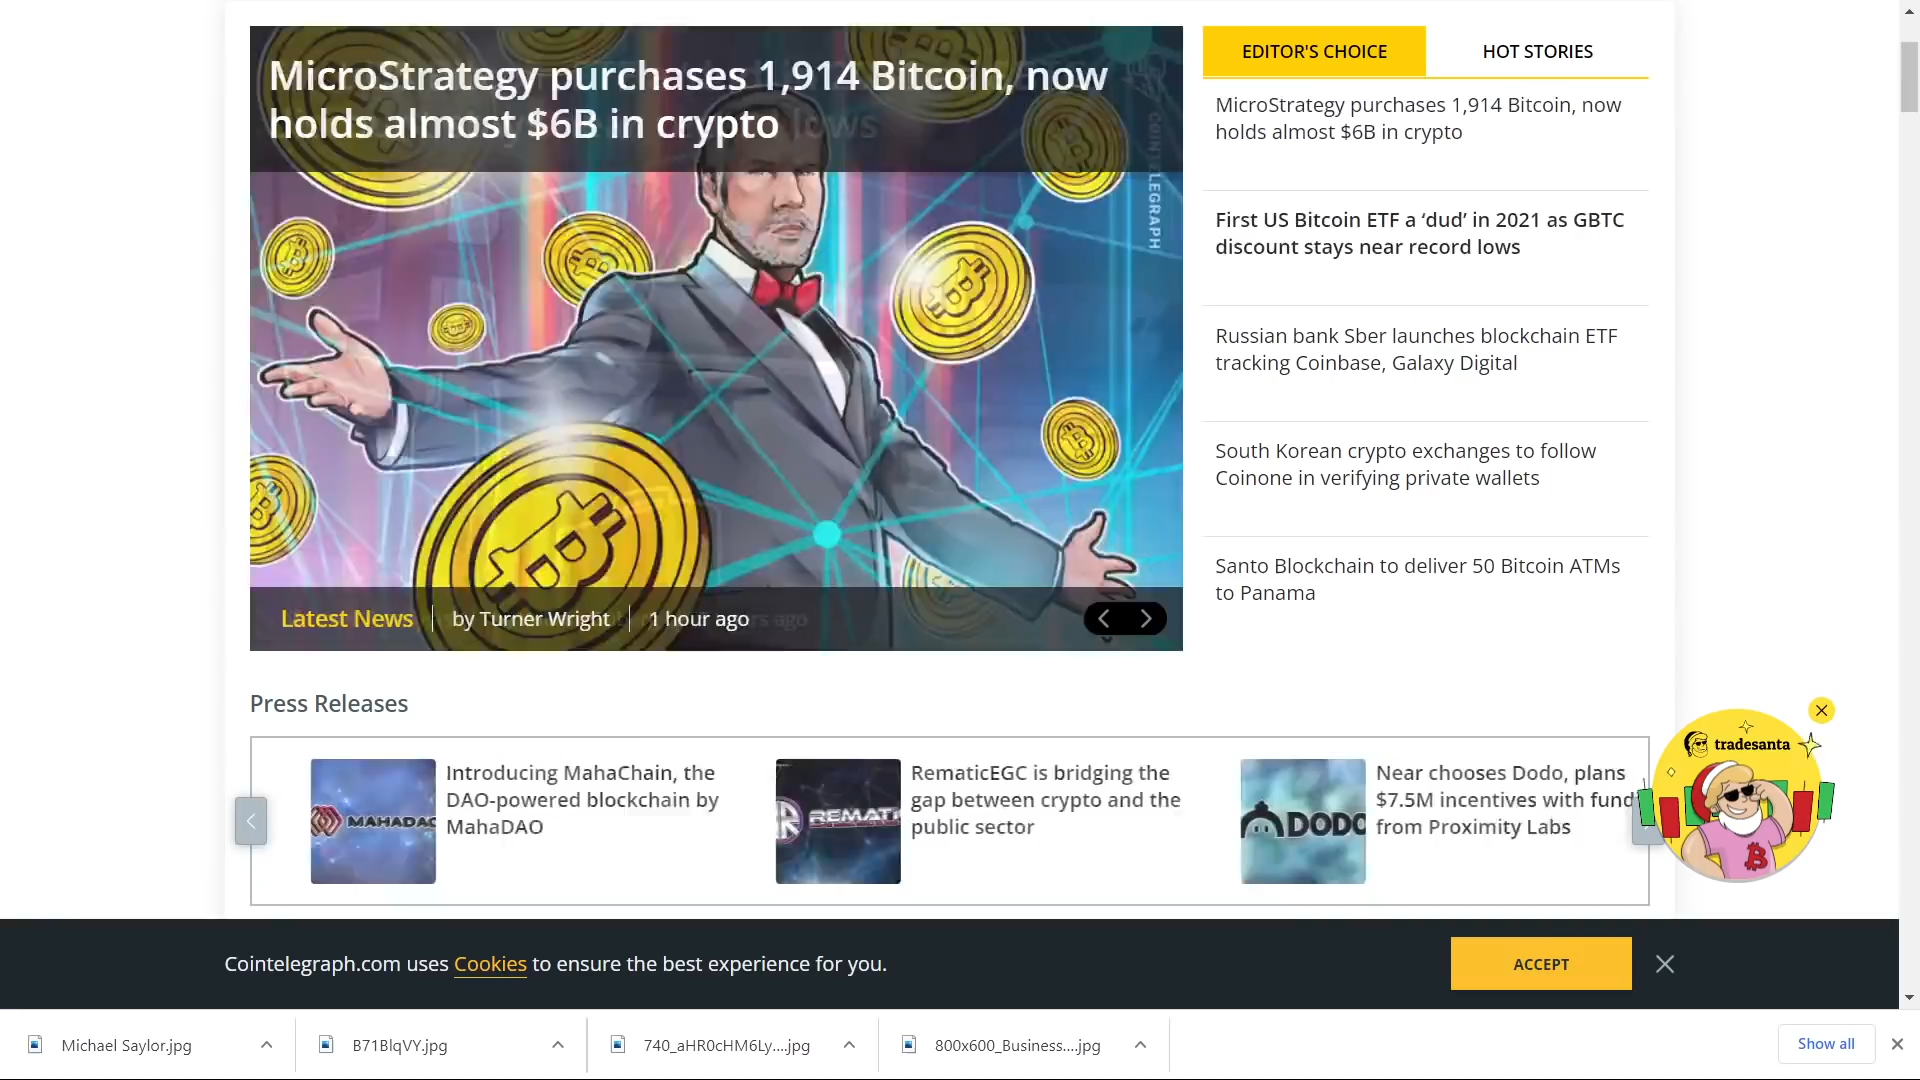 MicroStrategy purchases 1,914 Bitcoin, now
holds almost $6B in crypto
COINTELEGRAPH
Latest News
by Turner Wright
1 hour ago
EDITOR'S CHOICE
HOT STORIES
MicroStrategy purchases 1,914 Bitcoin, now
holds almost $6B in crypto
First US Bitcoin ETF a ‘dud’ in 2021 as GBTC
discount stays near record lows
Russian bank Sber launches blockchain ETF
tracking Coinbase, Galaxy Digital
South Korean crypto exchanges to follow
Coinone in verifying private wallets
Santo Blockchain to deliver 50 Bitcoin ATMs
to Panama
Press Releases
MAHADAO
Introducing MahaChain, the
DAO-powered blockchain by
MahaDAO
REMATI
RematicEGC is bridging the
gap between crypto and the
public sector
DODO
Near chooses Dodo, plans
$7.5M incentives with fund
from Proximity Labs
tradesanta
Cointelegraph.com uses Cookies to ensure the best experience for you.
ACCEPT
Michael Saylor.jpg
B71BlqVY.jpg
740_aHR0cHM6Ly....jpg
800x600_Business....jpg
Show all